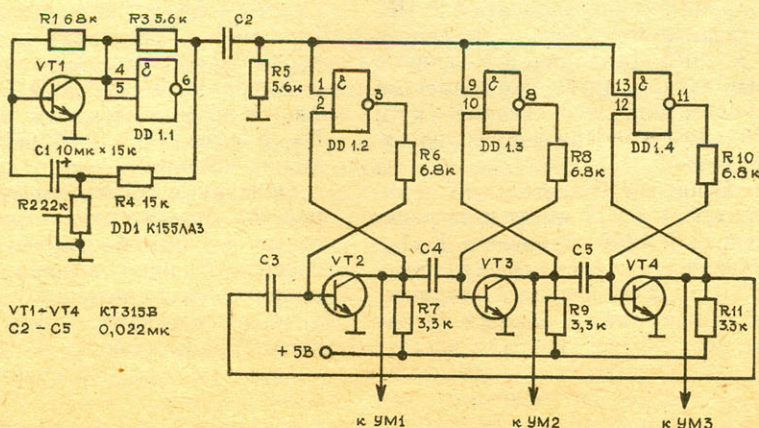 R1 68к
R3 5,6к
C2
VT1
4
5
&
6
DD 1.1
R5
5,6к
1
2
&
3
DD 1.2
9
10
&
8
DD 1.3
13
12
&
11
DD 1.4
C1 10мк × 15к
+
R2 22к
R4 15к
DD1 К155ЛА3
R6
6.8к
R8
6.8к
R10
6.8к
C3
VT2
C4
VT3
C5
VT4
R7
3,3к
R9
3,3к
R11
3.3к
VT1÷VT4 КТ315В
C2 – C5 0,022мк
+ 5В
к УМ1
к УМ2
к УМ3